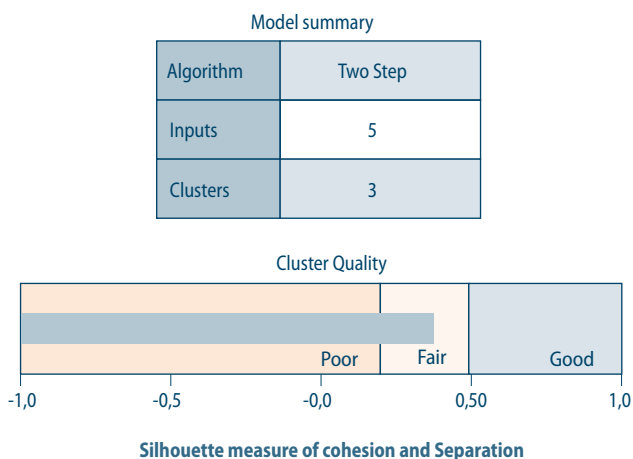 Model summary
Algorithm Two Step
Inputs 5
Clusters 3
Cluster Quality
Poor Fair Good
-1,0 -0,5 -0,0 0,50 1,0
Silhouette measure of cohesion and Separation